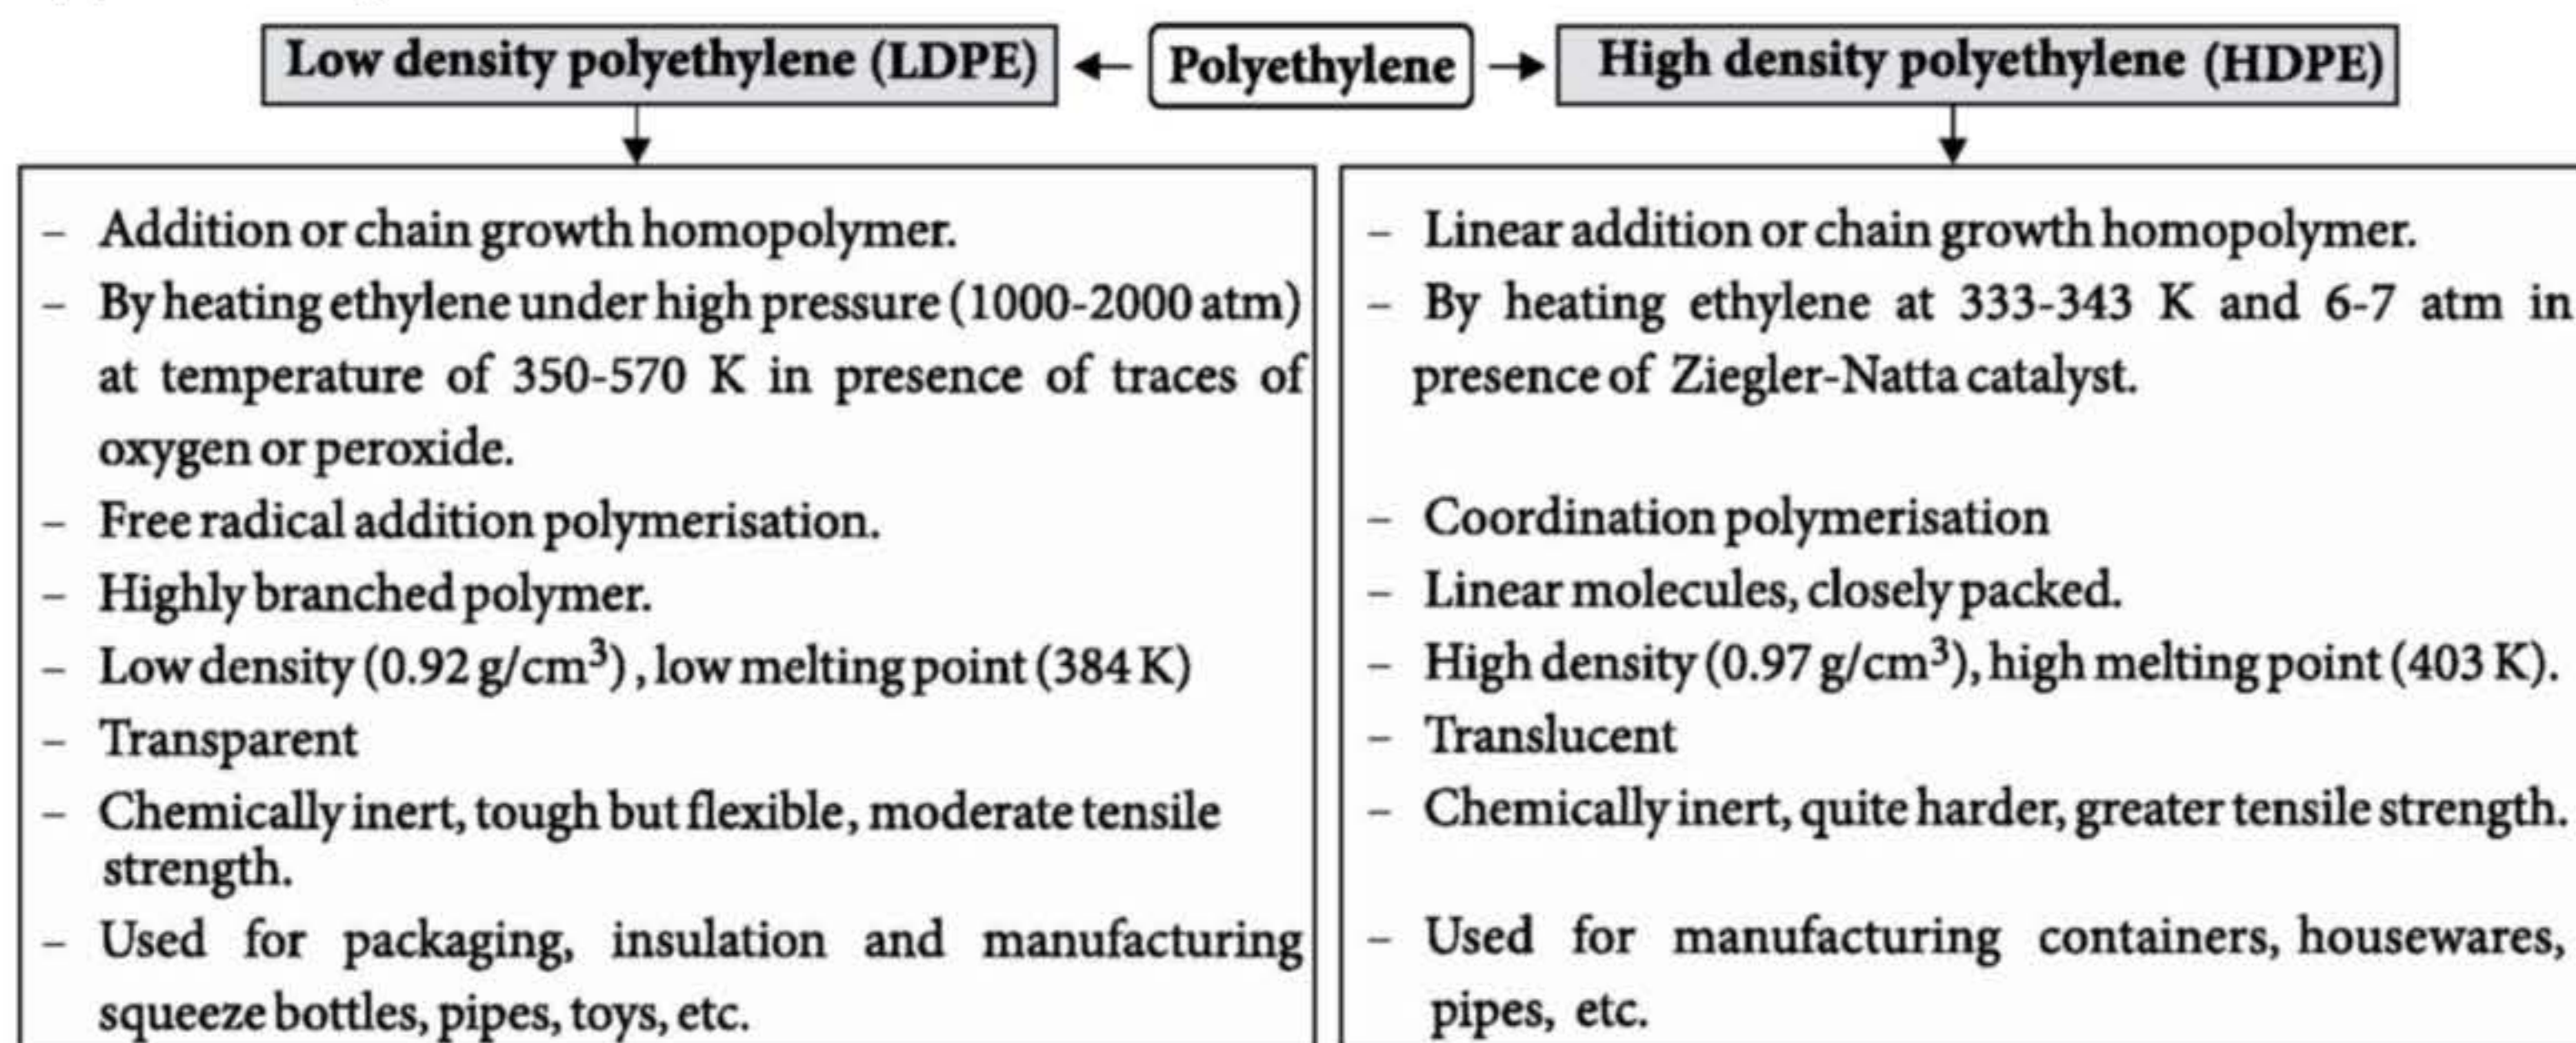 Low density polyethylene (LDPE)
Polyethylene
High density polyethylene (HDPE)
– Addition or chain growth homopolymer.
– By heating ethylene under high pressure (1000-2000 atm)
at temperature of 350-570 K in presence of traces of
oxygen or peroxide.
– Free radical addition polymerisation.
– Highly branched polymer.
– Low density (0.92 g/cm³) , low melting point (384 K)
– Transparent
– Chemically inert, tough but flexible, moderate tensile
strength.
– Used for packaging, insulation and manufacturing
squeeze bottles, pipes, toys, etc.
– Linear addition or chain growth homopolymer.
– By heating ethylene at 333-343 K and 6-7 atm in
presence of Ziegler-Natta catalyst.
– Coordination polymerisation
– Linear molecules, closely packed.
– High density (0.97 g/cm³), high melting point (403 K).
– Translucent
– Chemically inert, quite harder, greater tensile strength.
– Used for manufacturing containers, housewares,
pipes, etc.